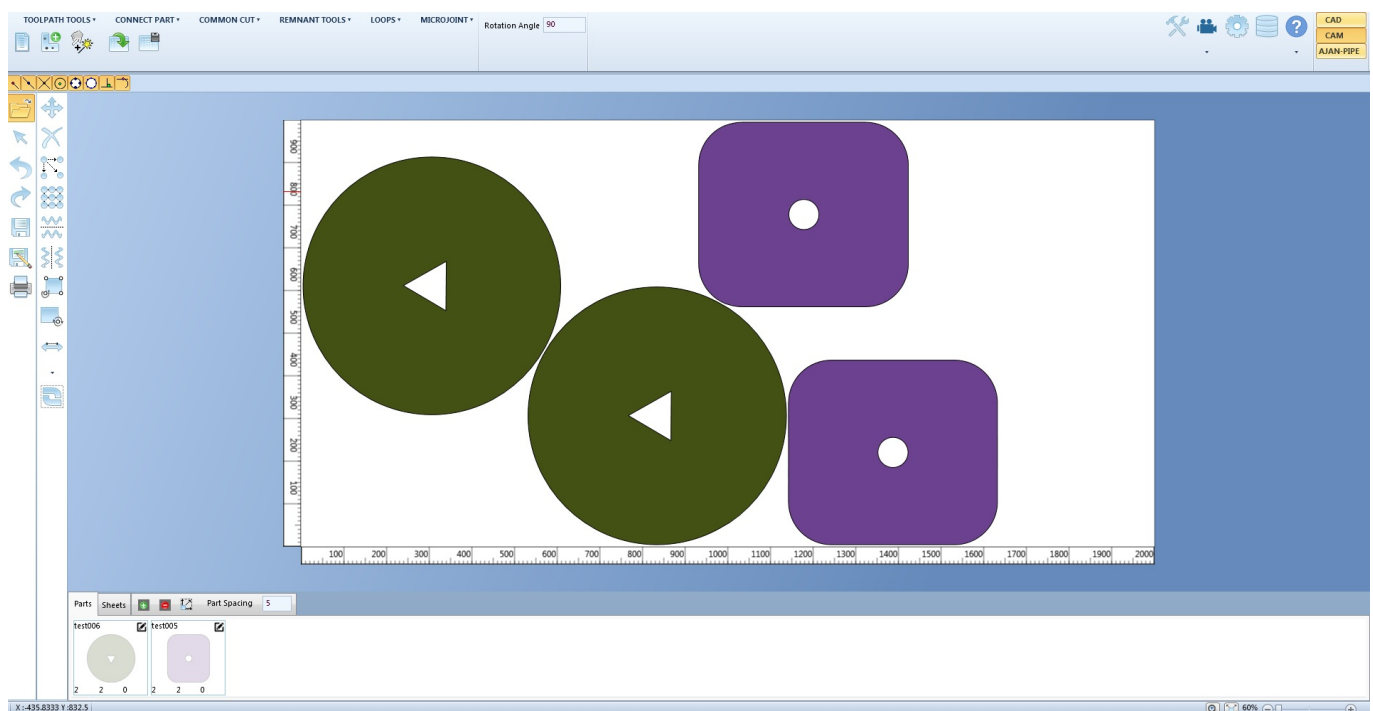 TOOLPATH TOOLS CONNECT PART COMMON CUT REMNANT TOOLS LOOPS MICROJOINT
Rotation Angle 90
CAD
CAM
AJAN-PIPE
900
800
700
600
500
400
300
200
100
100 200 300 400 500 600 700 800 900 1000 1100 1200 1300 1400 1500 1600 1700 1800 1900 2000
Parts Sheets Part Spacing 5
test006 test005
2 2 0 2 2 0
X :-435.8333 Y :832.5 60%